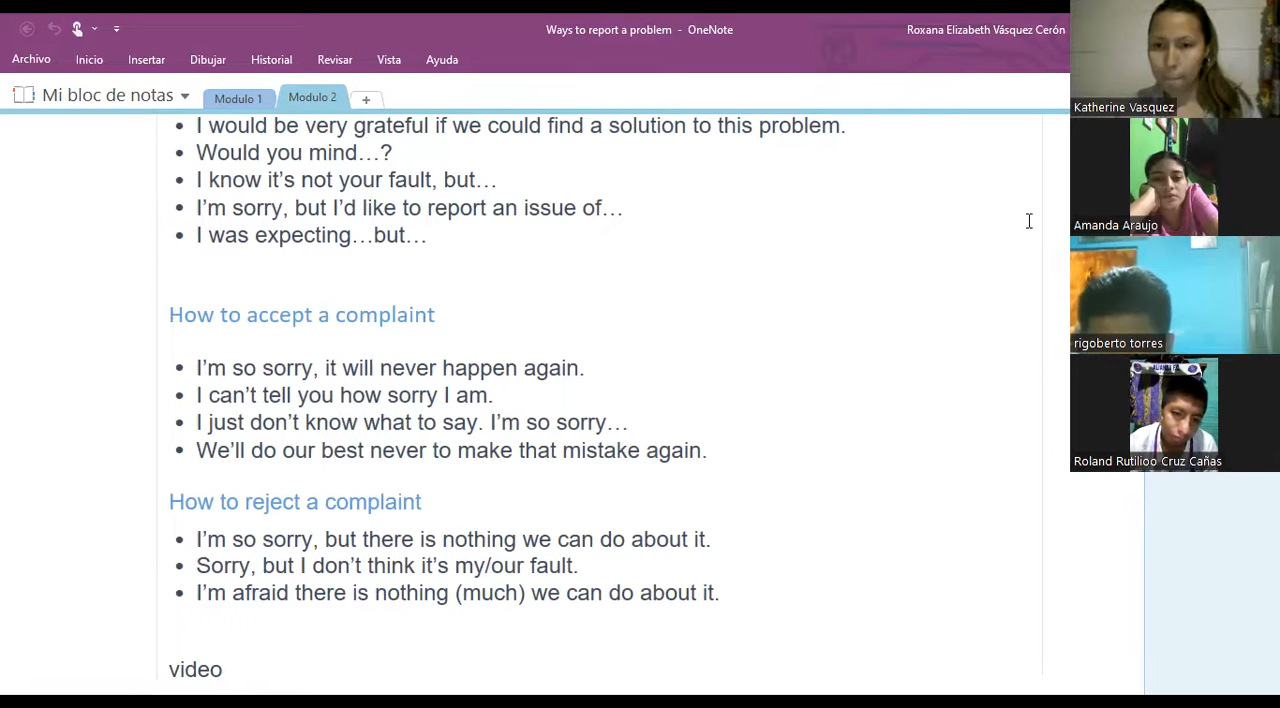 Ways to report a problem - OneNote
Roxana Elizabeth Vásquez Cerón
Archivo Inicio Insertar Dibujar Historial Revisar Vista Ayuda
Mi bloc de notas Modulo 1 Modulo 2 +
• I would be very grateful if we could find a solution to this problem.
• Would you mind…?
• I know it’s not your fault, but…
• I’m sorry, but I’d like to report an issue of…
• I was expecting…but…
How to accept a complaint
• I’m so sorry, it will never happen again.
• I can’t tell you how sorry I am.
• I just don’t know what to say. I’m so sorry…
• We’ll do our best never to make that mistake again.
How to reject a complaint
• I’m so sorry, but there is nothing we can do about it.
• Sorry, but I don’t think it’s my/our fault.
• I’m afraid there is nothing (much) we can do about it.
video
Katherine Vasquez
Amanda Araujo
rigoberto torres
ALIANZA F.C.
Roland Rutilioo Cruz Cañas